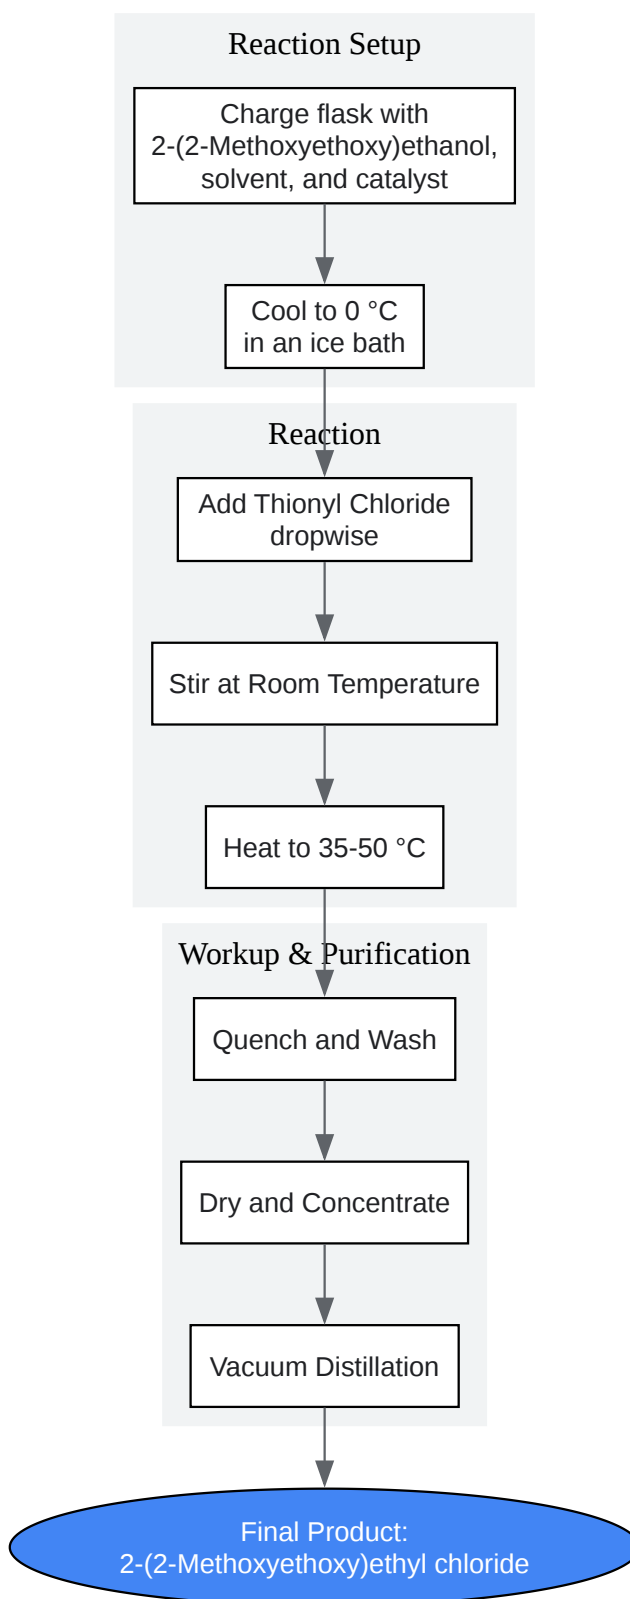 Reaction Setup
Charge flask with
2-(2-Methoxyethoxy)ethanol,
solvent, and catalyst
Cool to 0 °C
in an ice bath
Reaction
Add Thionyl Chloride
dropwise
Stir at Room Temperature
Heat to 35-50 °C
Workup & Purification
Quench and Wash
Dry and Concentrate
Vacuum Distillation
Final Product:
2-(2-Methoxyethoxy)ethyl chloride